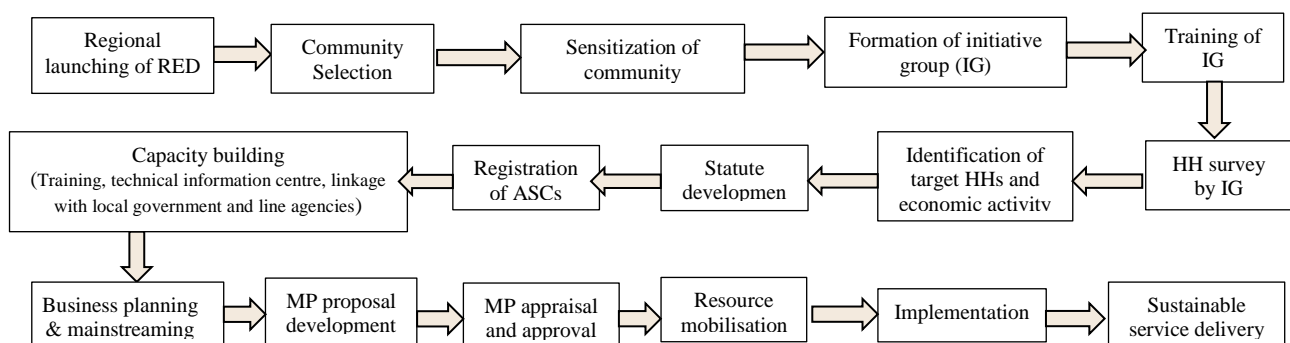 Regional
launching of RED
Community
Selection
Sensitization of
community
Formation of initiative
group (IG)
Training of
IG
HH survey
by IG
Identification of
target HHs and
economic activity
Statute
developmen
Registration
of ASCs
Capacity building
(Training, technical information centre, linkage
with local government and line agencies)
Business planning
& mainstreaming
MP proposal
development
MP appraisal
and approval
Resource
mobilisation
Implementation
Sustainable
service delivery